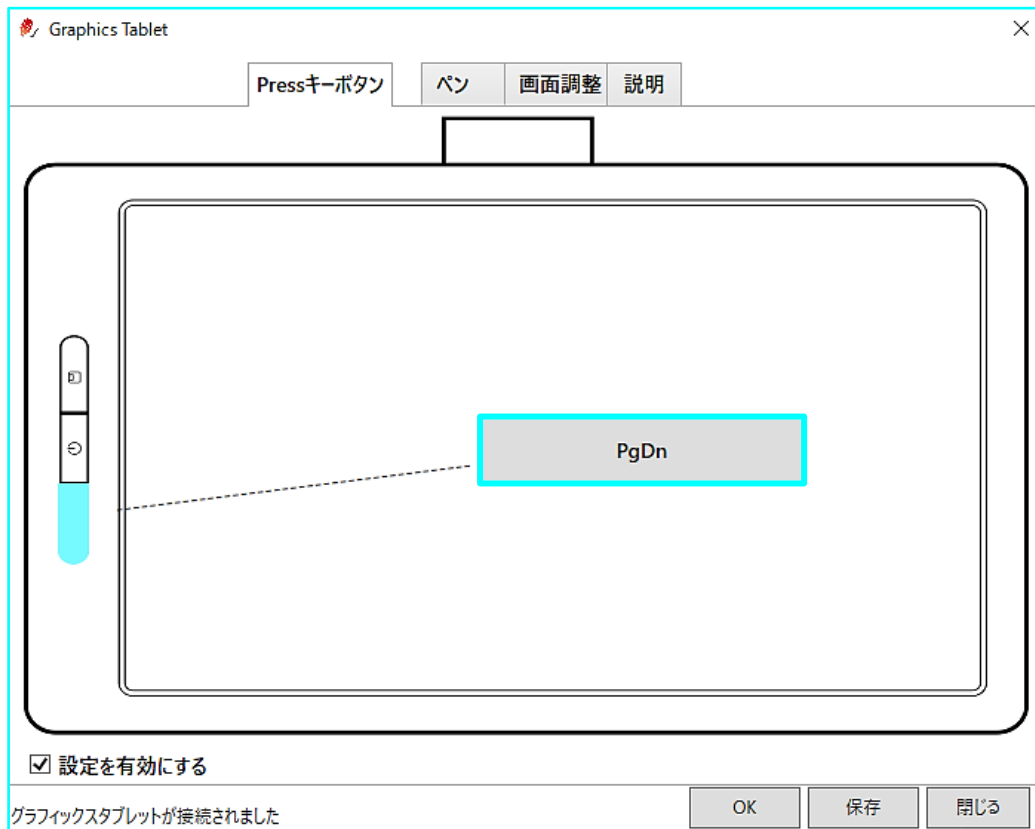 Graphics Tablet
Pressキーボタン ペン 画面調整 説明
PgDn
設定を有効にする
グラフィックスタブレットが接続されました
OK 保存 閉じる